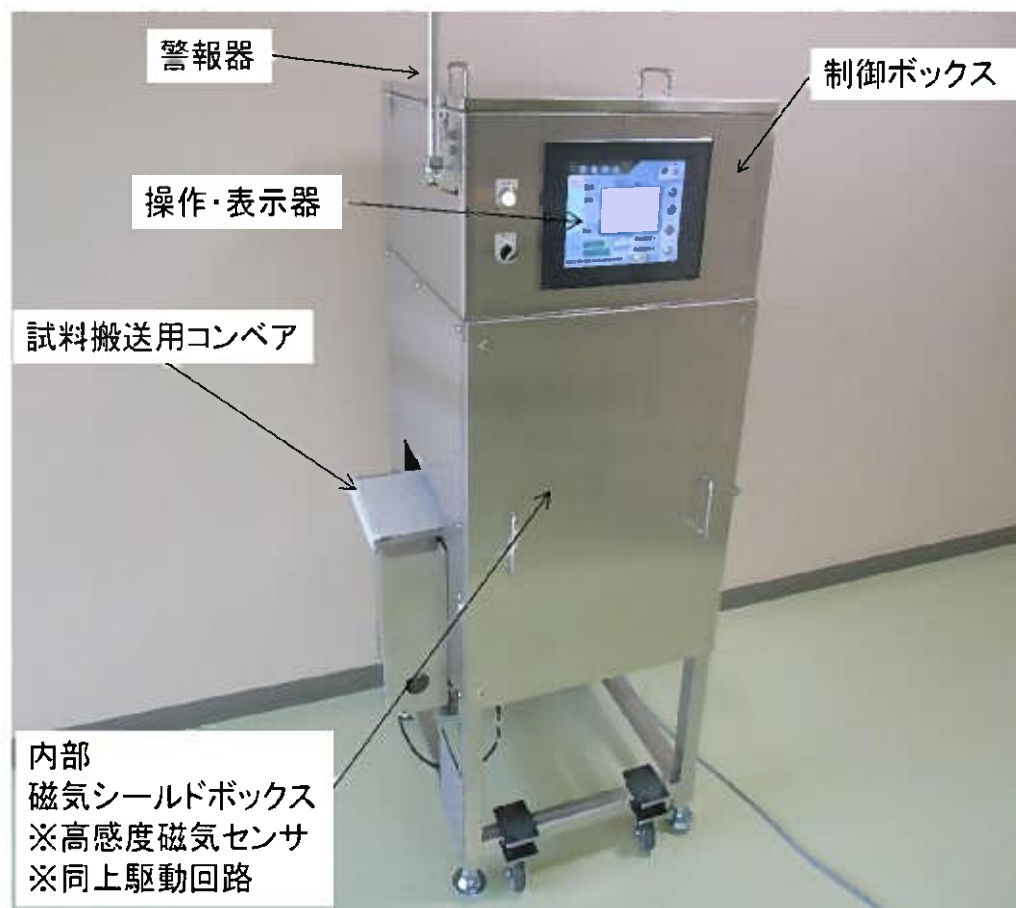 警報器
制御ボックス
操作・表示器
試料搬送用コンベア
内部
磁気シールドボックス
※高感度磁気センサ
※同上駆動回路